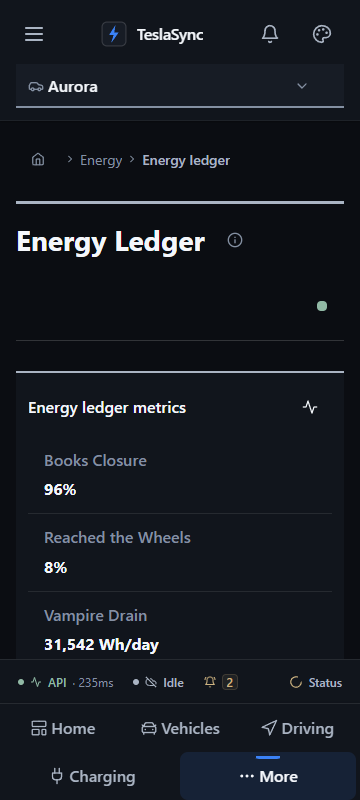 TeslaSync
Aurora
Energy
Energy ledger
Energy Ledger
Energy ledger metrics
Books Closure
96%
Reached the Wheels
8%
Vampire Drain
31,542 Wh/day
API · 235ms
Idle
2
Status
Home
Vehicles
Driving
Charging
More